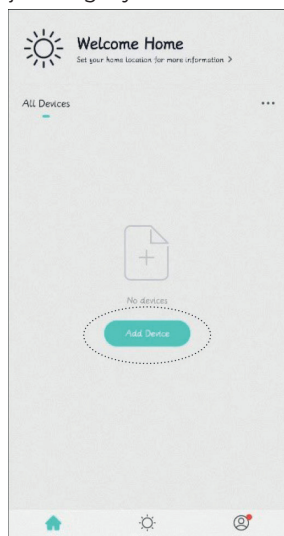 Welcome Home
Set your home location for more information >
All Devices
No devices
Add Device